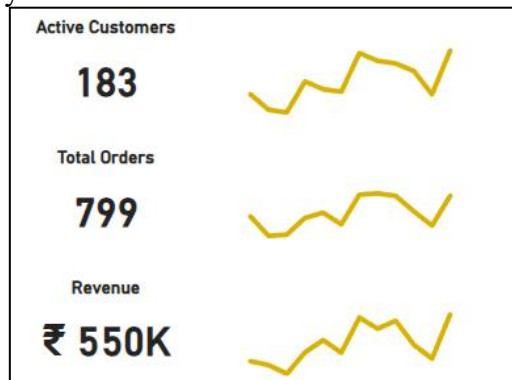 Active Customers
183
Total Orders
799
Revenue
₹ 550K